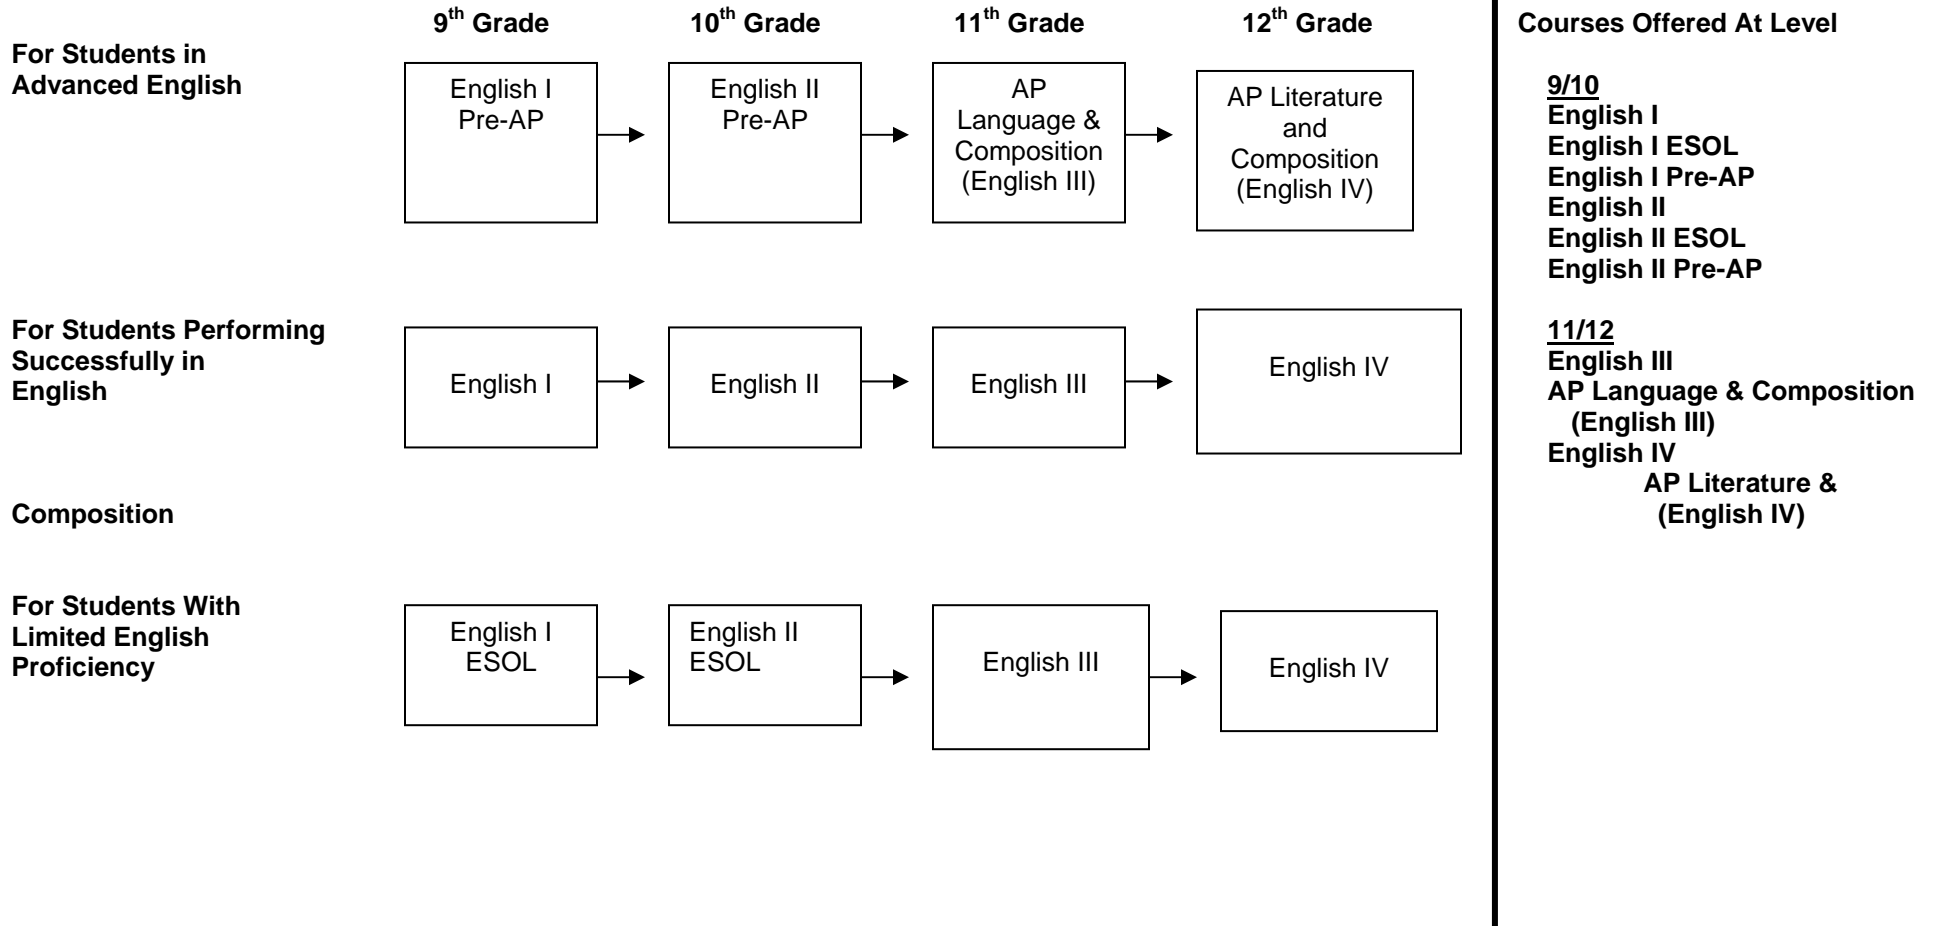 9th Grade
10th Grade
11th Grade
12th Grade
Courses Offered At Level
For Students in
Advanced English
English I
Pre-AP
English II
Pre-AP
AP
Language &
Composition
(English III)
AP Literature
and
Composition
(English IV)
For Students Performing
Successfully in
English
English I
English II
English III
English IV
Composition
For Students With
Limited English
Proficiency
English I
ESOL
English II
ESOL
English III
English IV
9/10
English I
English I ESOL
English I Pre-AP
English II
English II ESOL
English II Pre-AP
11/12
English III
AP Language & Composition
(English III)
English IV
AP Literature &
(English IV)